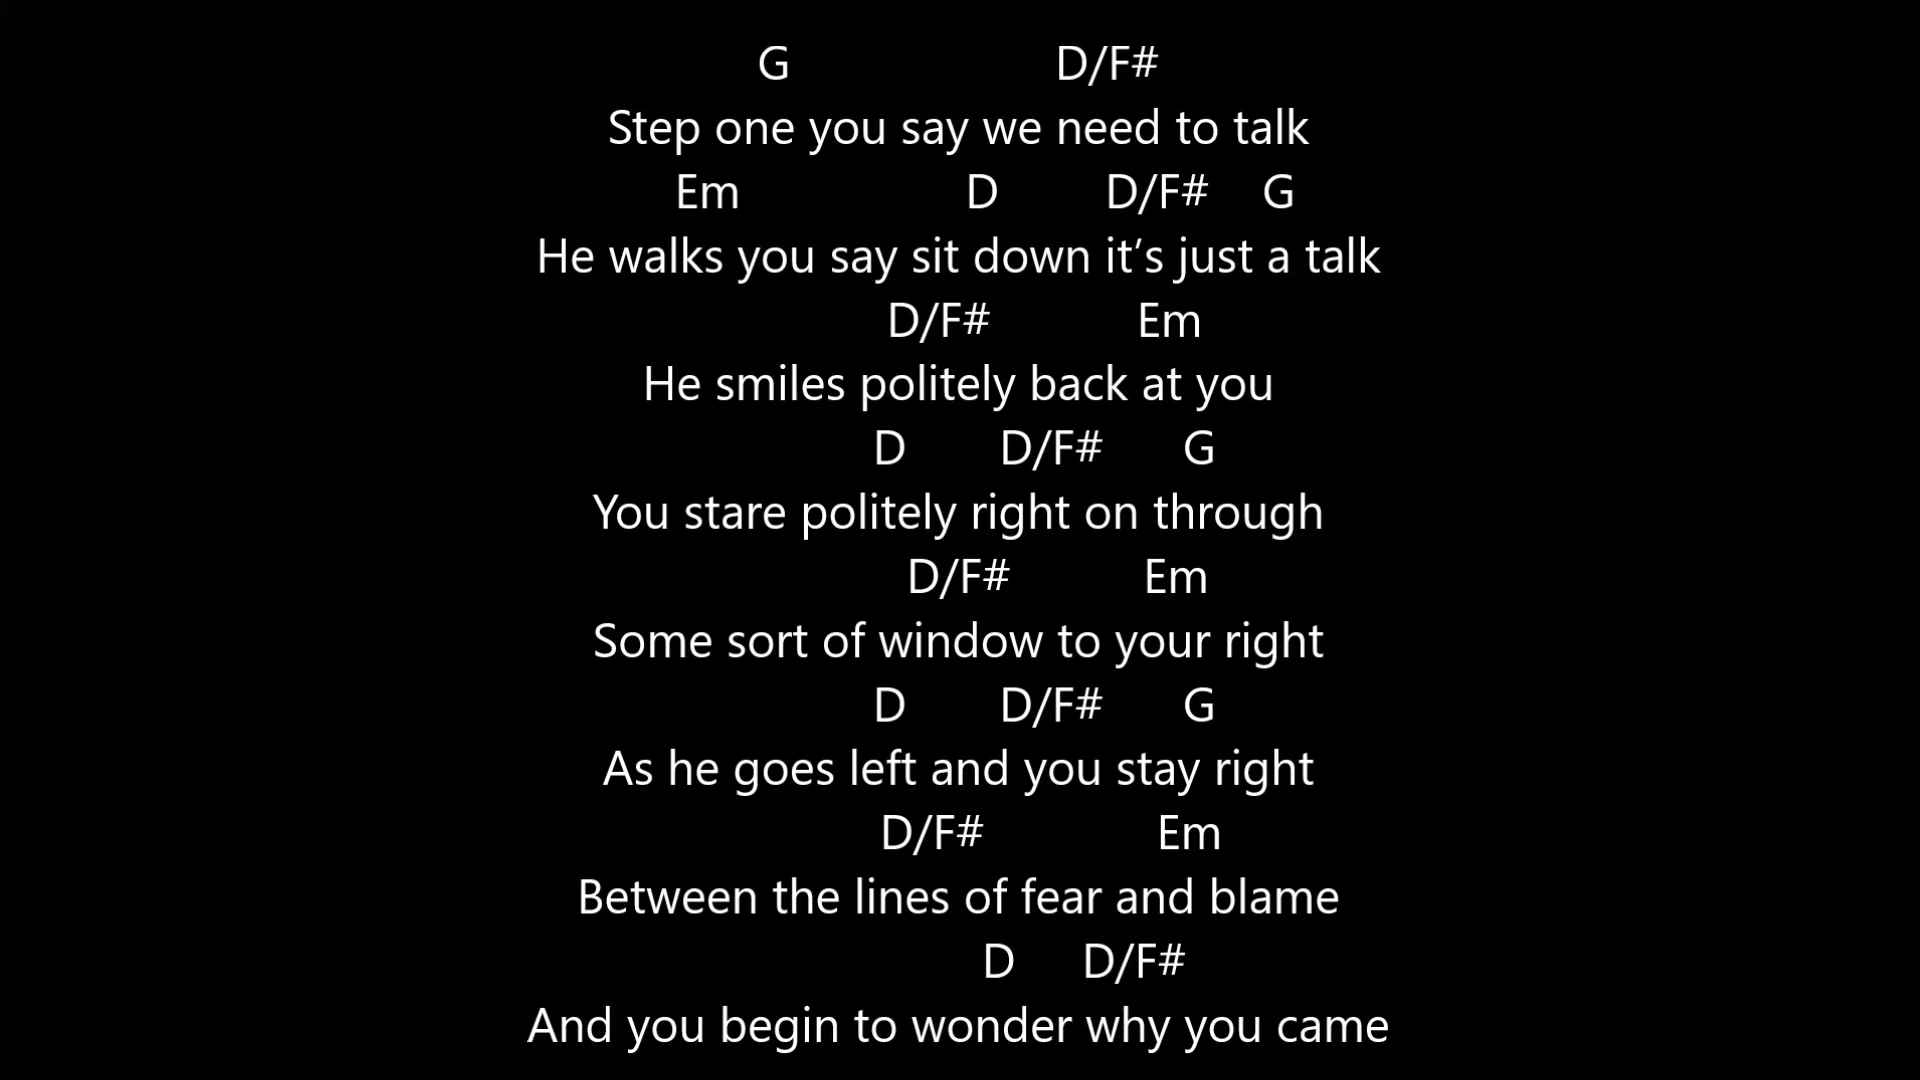 G D/F#
Step one you say we need to talk
Em D D/F# G
He walks you say sit down it's just a talk
D/F# Em
He smiles politely back at you
D D/F# G
You stare politely right on through
D/F# Em
Some sort of window to your right
D D/F# G
As he goes left and you stay right
D/F# Em
Between the lines of fear and blame
D D/F#
And you begin to wonder why you came